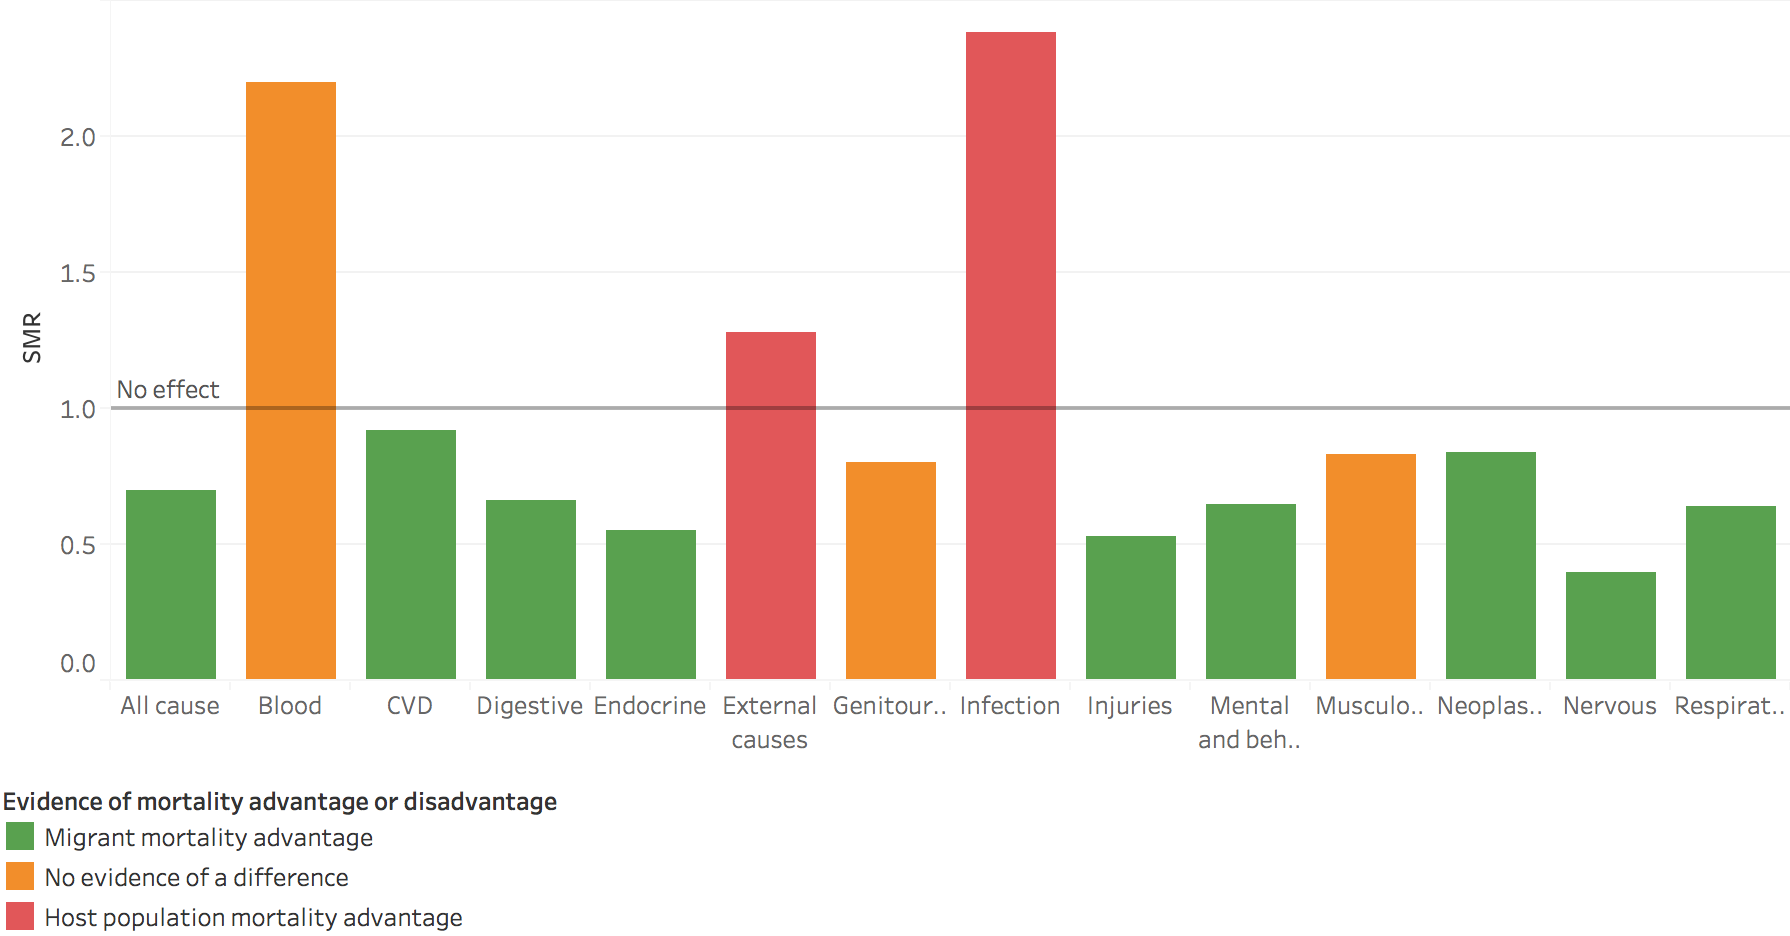 2.0
1.5
SMR
No effect
1.0
0.5
0.0
All cause Blood CVD Digestive Endocrine External causes Genitour.. Infection Injuries Mental and beh.. Musculo.. Neoplas.. Nervous Respirat..
Evidence of mortality advantage or disadvantage
Migrant mortality advantage
No evidence of a difference
Host population mortality advantage